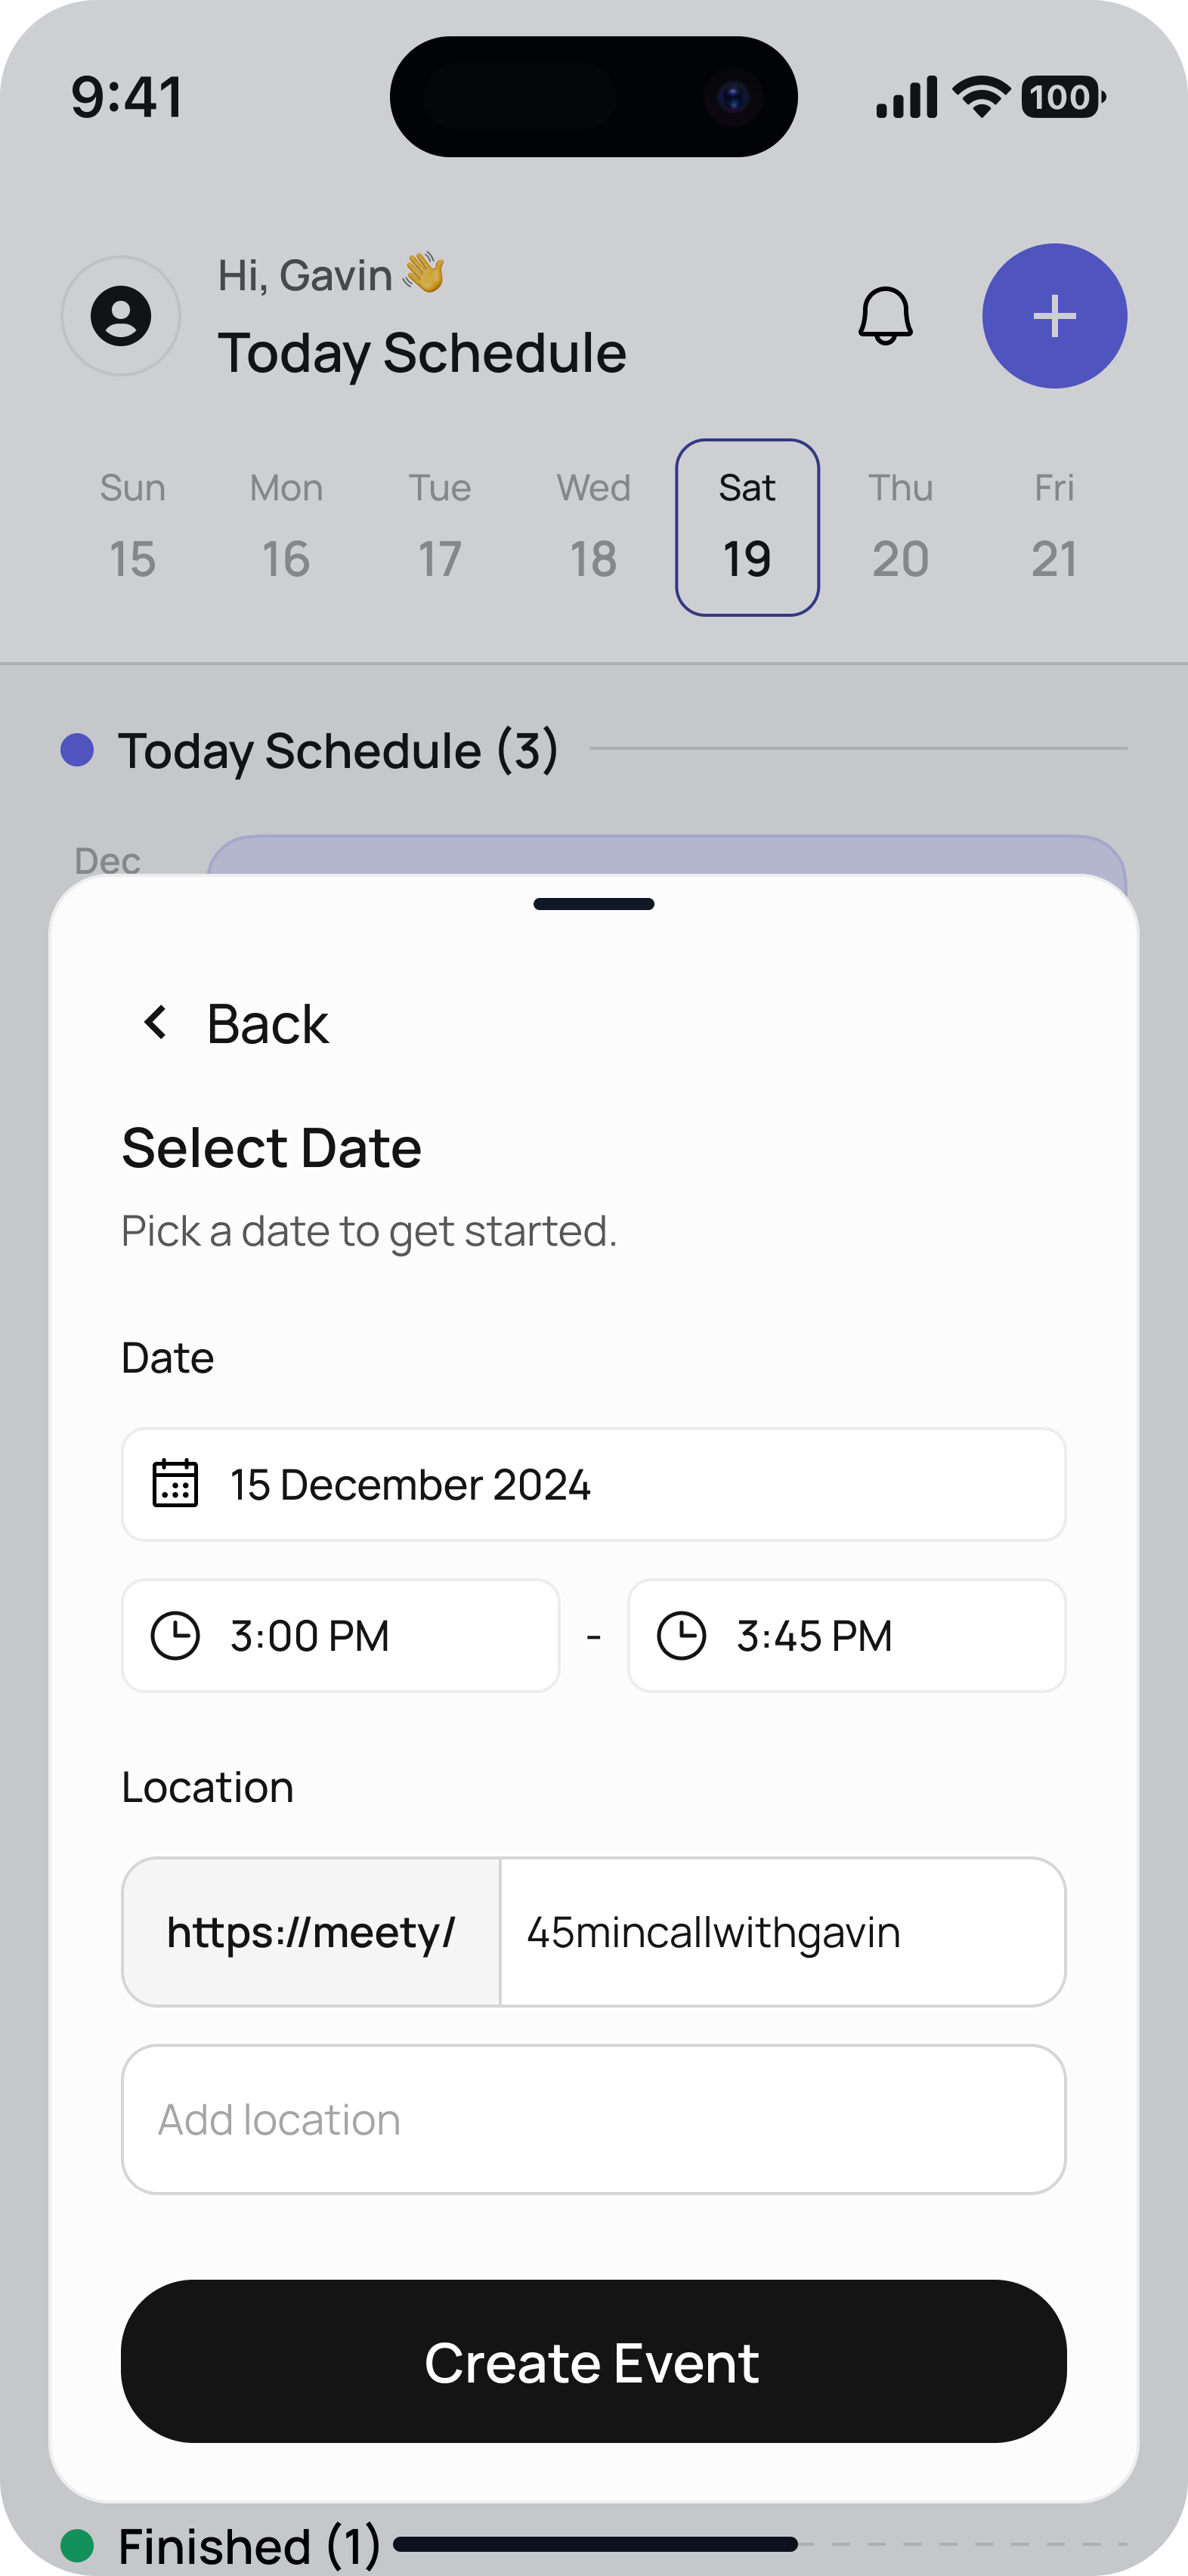 9:41
100
Hi, Gavin 👋
Today Schedule
Sun Mon Tue Wed Sat Thu Fri
15 16 17 18 19 20 21
Today Schedule (3)
Dec
Back
Select Date
Pick a date to get started.
Date
15 December 2024
3:00 PM - 3:45 PM
Location
https://meety/ 45mincallwithgavin
Add location
Create Event
Finished (1)